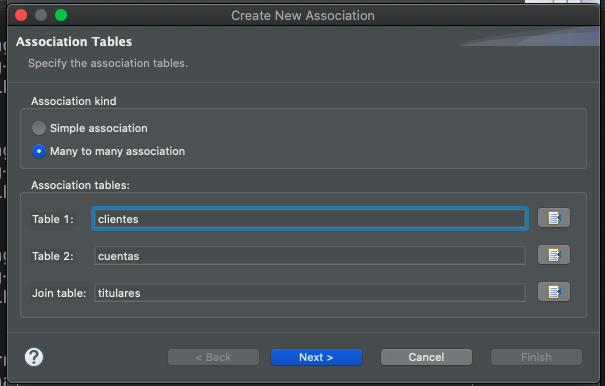 Create New Association
Association Tables
Specify the association tables.
Association kind
Simple association
Many to many association
Association tables:
Table 1: clientes
Table 2: cuentas
Join table: titulares
? < Back Next > Cancel Finish